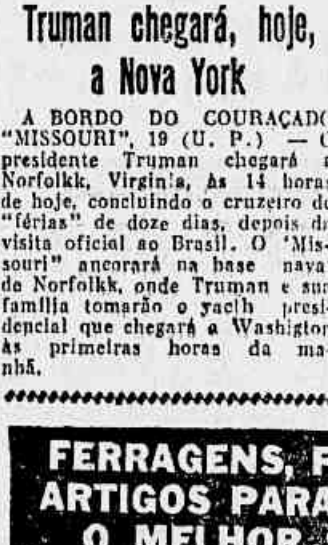 Truman chegará, hoje,
a Nova York
A BORDO DO COURAÇADO
"MISSOURI", 19 (U. P.) —
presidente Truman chegará
Norfolkk, Virginia, às 14 horas
de hoje, concluindo o cruzeiro de
"férias" de doze dias, depois da
visita oficial ao Brasil. O 'Mis-
souri" ancorará na base nava
de Norfolkk, onde Truman e sua
família tomarão o yacth presi-
dencial que chegará a Washigton
às primeiras horas da ma-
nhã.
FERRAGENS, F
ARTIGOS PARA
O MELHOR